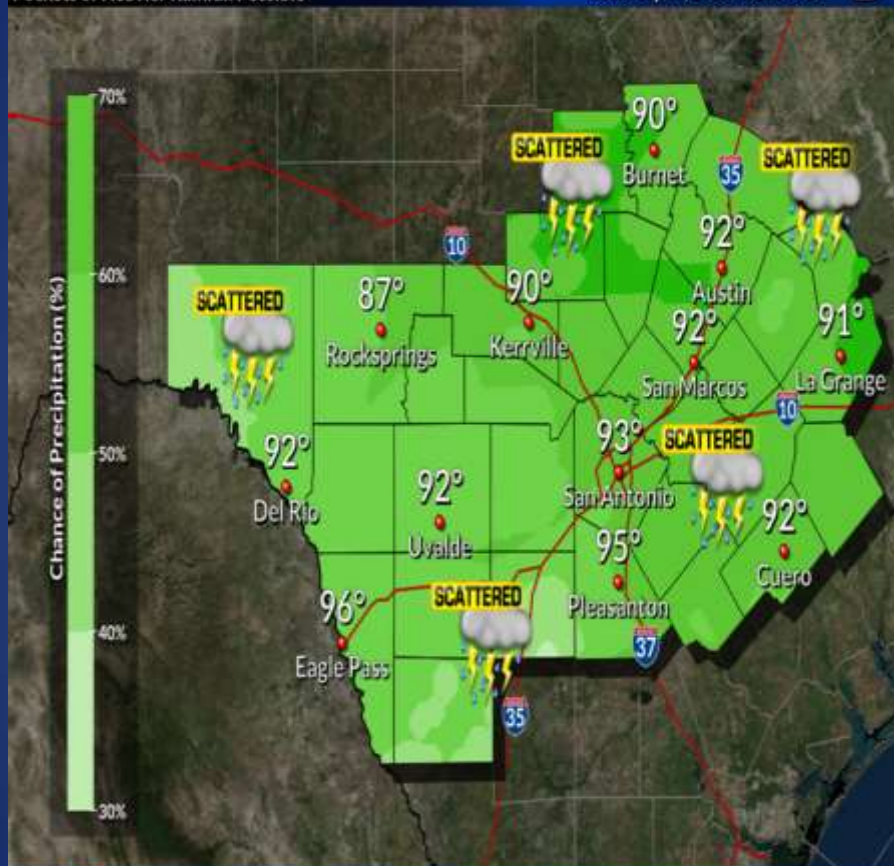 70%
60%
50%
40%
30%
Chance of Precipitation (%)
90°
Burnet
SCATTERED
35
SCATTERED
92°
Austin
10
87°
Rocksprings
90°
Kerrville
SCATTERED
92°
San Marcos
91°
La Grange
10
93°
San Antonio
SCATTERED
92°
Del Rio
92°
Uvalde
92°
Cuero
95°
Pleasanton
96°
Eagle Pass
SCATTERED
37
35